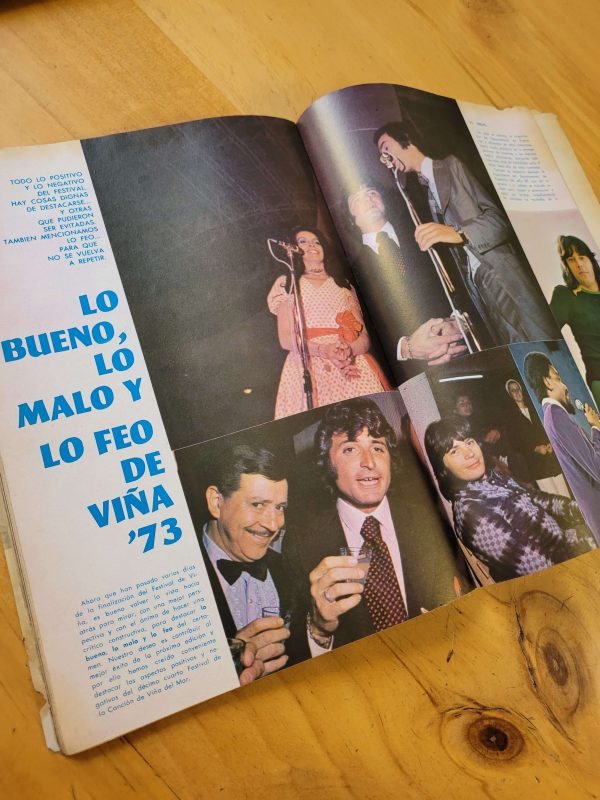 TODO LO POSITIVO
Y LO NEGATIVO
DEL FESTIVAL.
HAY COSAS DIGNAS
DE DESTACARSE...
Y OTRAS
QUE PUDIERON
SER EVITADAS.
TAMBIEN MENCIONAMOS
LO FEO...
PARA QUE
NO SE VUELVA
A REPETIR.
LO
BUENO,
LO
MALO Y
LO FEO
DE
VIÑA
'73
Ahora que han pasado varios días
de la finalización del Festival de Vi-
ña, es bueno volver la vista hacia
atrás para mirar, con una mejor pers-
pectiva y con el ánimo de hacer una
crítica constructiva, para destacar lo
bueno, lo malo y lo feo del certa-
men. Nuestro deseo es contribuir al
mejor éxito de la próxima edición y
por ello hemos creído conveniente
destacar los aspectos positivos y ne-
gativos del décimo cuarto Festival de
la Canción de Viña del Mar.